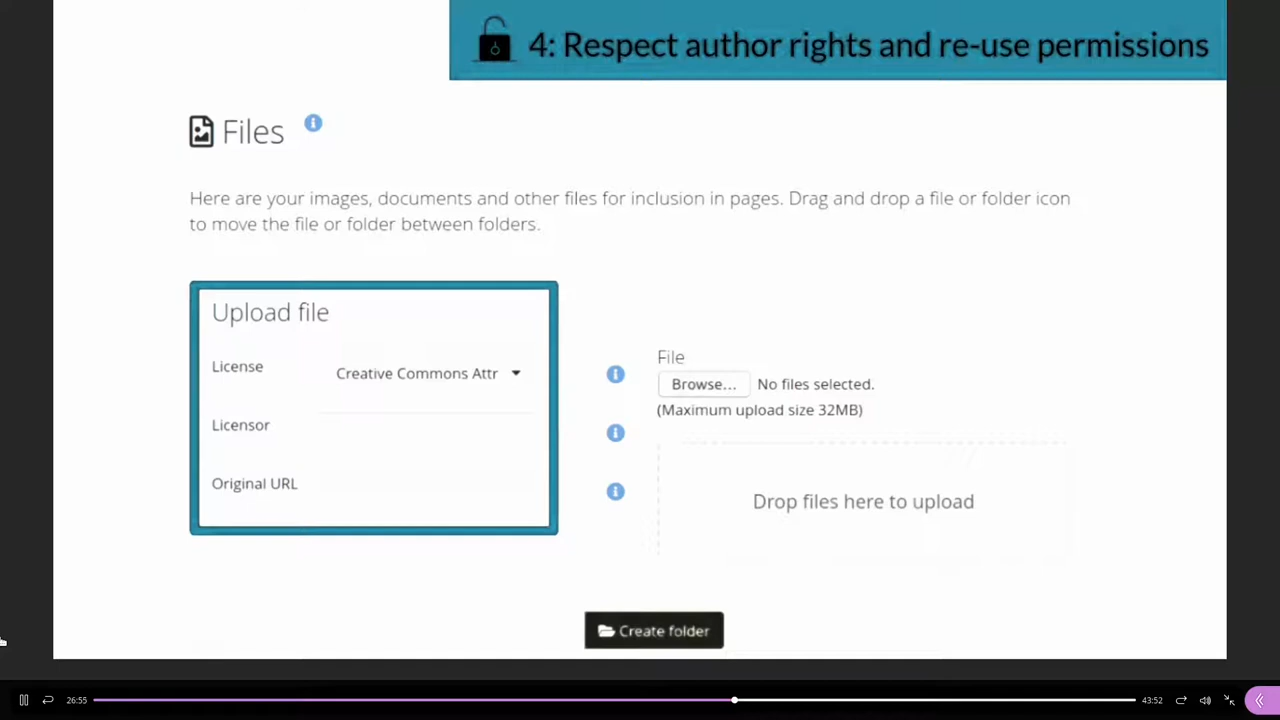 4: Respect author rights and re-use permissions
Files
Here are your images, documents and other files for inclusion in pages. Drag and drop a file or folder icon
to move the file or folder between folders.
Upload file
License
Creative Commons Attr
Licensor
Original URL
File
Browse... No files selected.
(Maximum upload size 32MB)
Drop files here to upload
Create folder
26:55
43:52